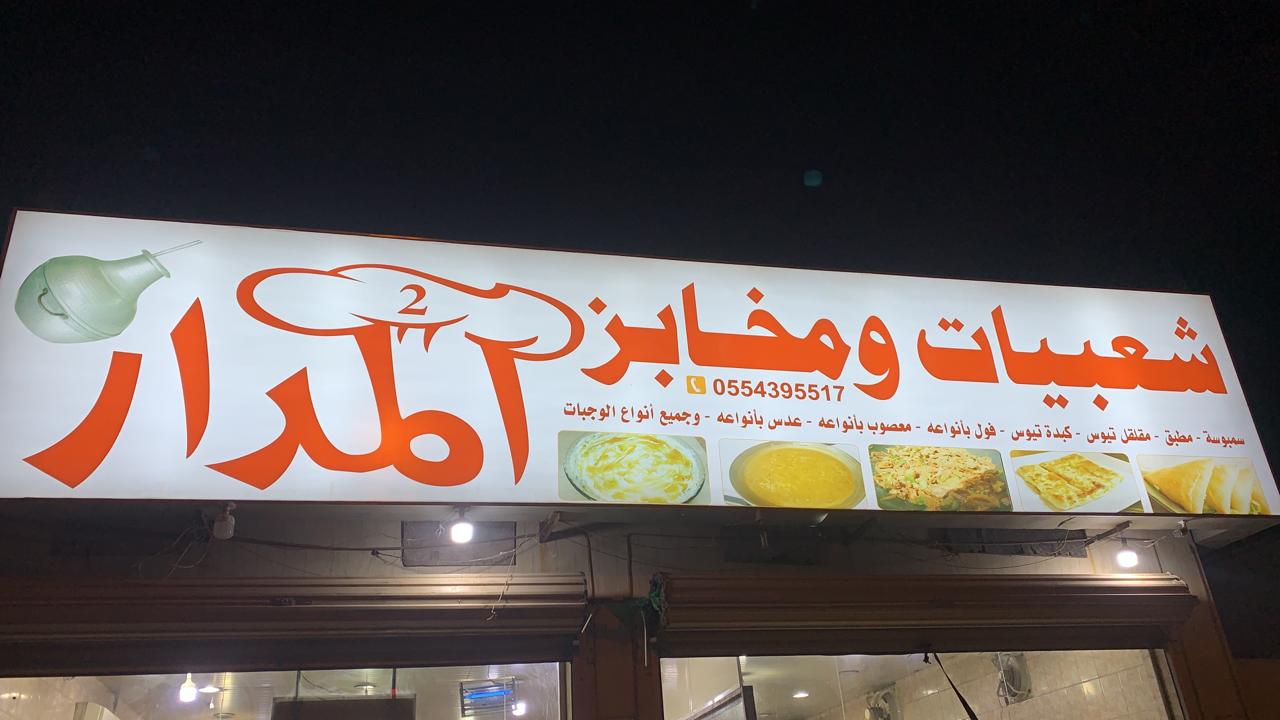 شعبيات ومخابز المدار
2
0554395517
سمبوسة - مطبق - مقلقل تيوس - كبدة تيوس - فول بأنواعه - معصوب بأنواعه - عدس بأنواعه - وجميع أنواع الوجبات